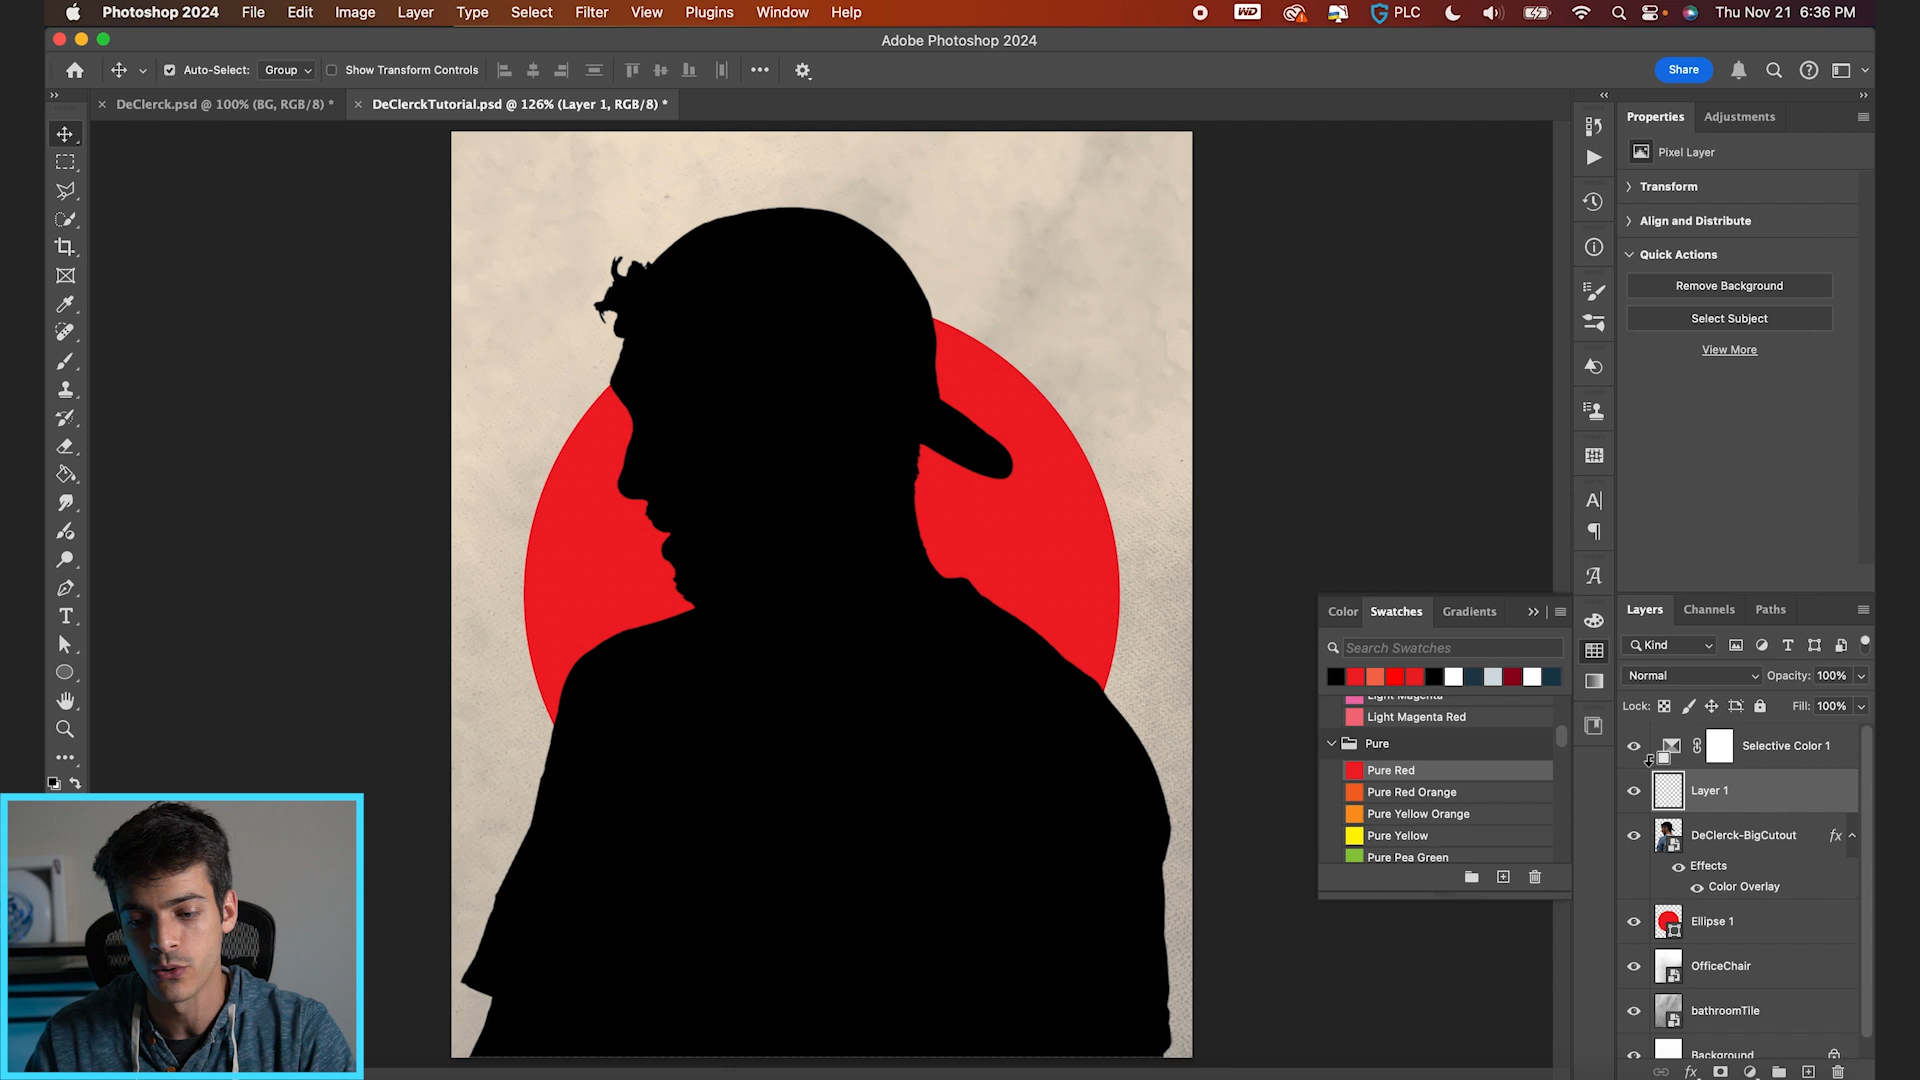 Photoshop 2024 File Edit Image Layer Type Select Filter View Plugins Window Help WD PLC Thu Nov 21 6:36 PM
Adobe Photoshop 2024
Auto-Select: Group Show Transform Controls Share
DeClerck.psd @ 100% (BG, RGB/8) * DeClerckTutorial.psd @ 126% (Layer 1, RGB/8) *
Properties Adjustments
Pixel Layer
Transform
Align and Distribute
Quick Actions
Remove Background
Select Subject
View More
Color Swatches Gradients
Search Swatches
Light Magenta
Light Magenta Red
Pure
Pure Red
Pure Red Orange
Pure Yellow Orange
Pure Yellow
Pure Pea Green
Layers Channels Paths
Kind
Normal Opacity: 100%
Lock: Fill: 100%
Selective Color 1
Layer 1
DeClerck-BigCutout fx
Effects
Color Overlay
Ellipse 1
OfficeChair
bathroomTile
Background
fx